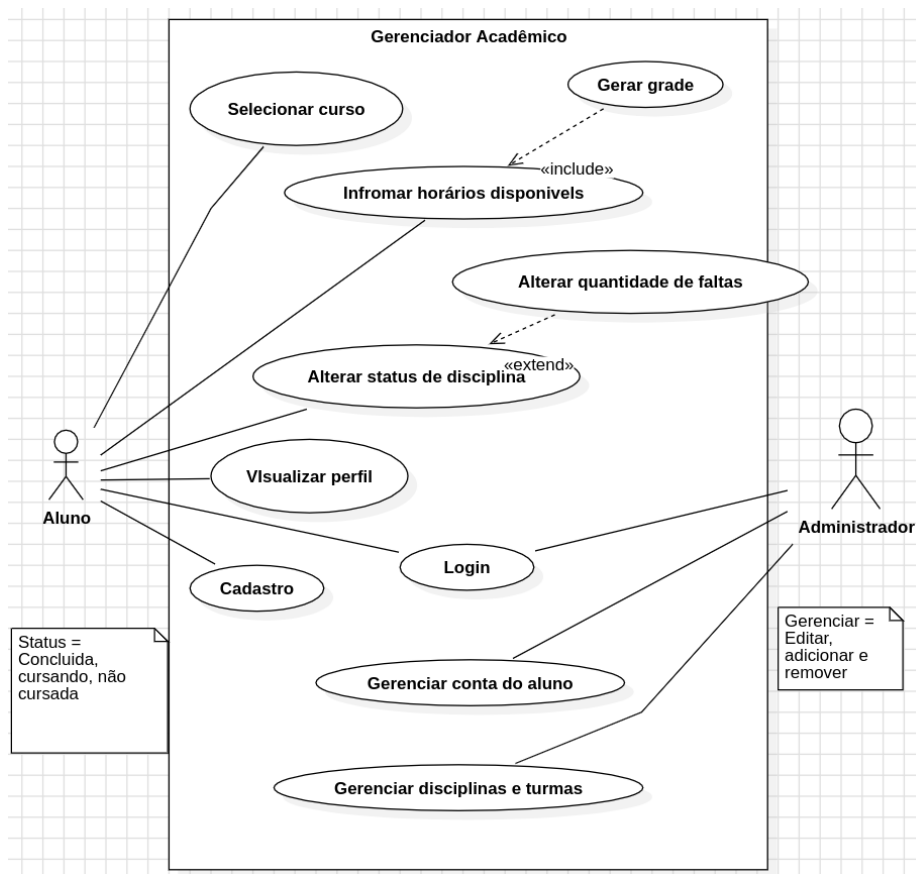 Gerenciador Acadêmico
Gerar grade
Selecionar curso
«include»
Infromar horários disponivels
Alterar quantidade de faltas
«extend»
Alterar status de disciplina
VIsualizar perfil
Aluno
Administrador
Login
Cadastro
Status =
Concluida,
cursando, não
cursada
Gerenciar =
Editar,
adicionar e
remover
Gerenciar conta do aluno
Gerenciar disciplinas e turmas